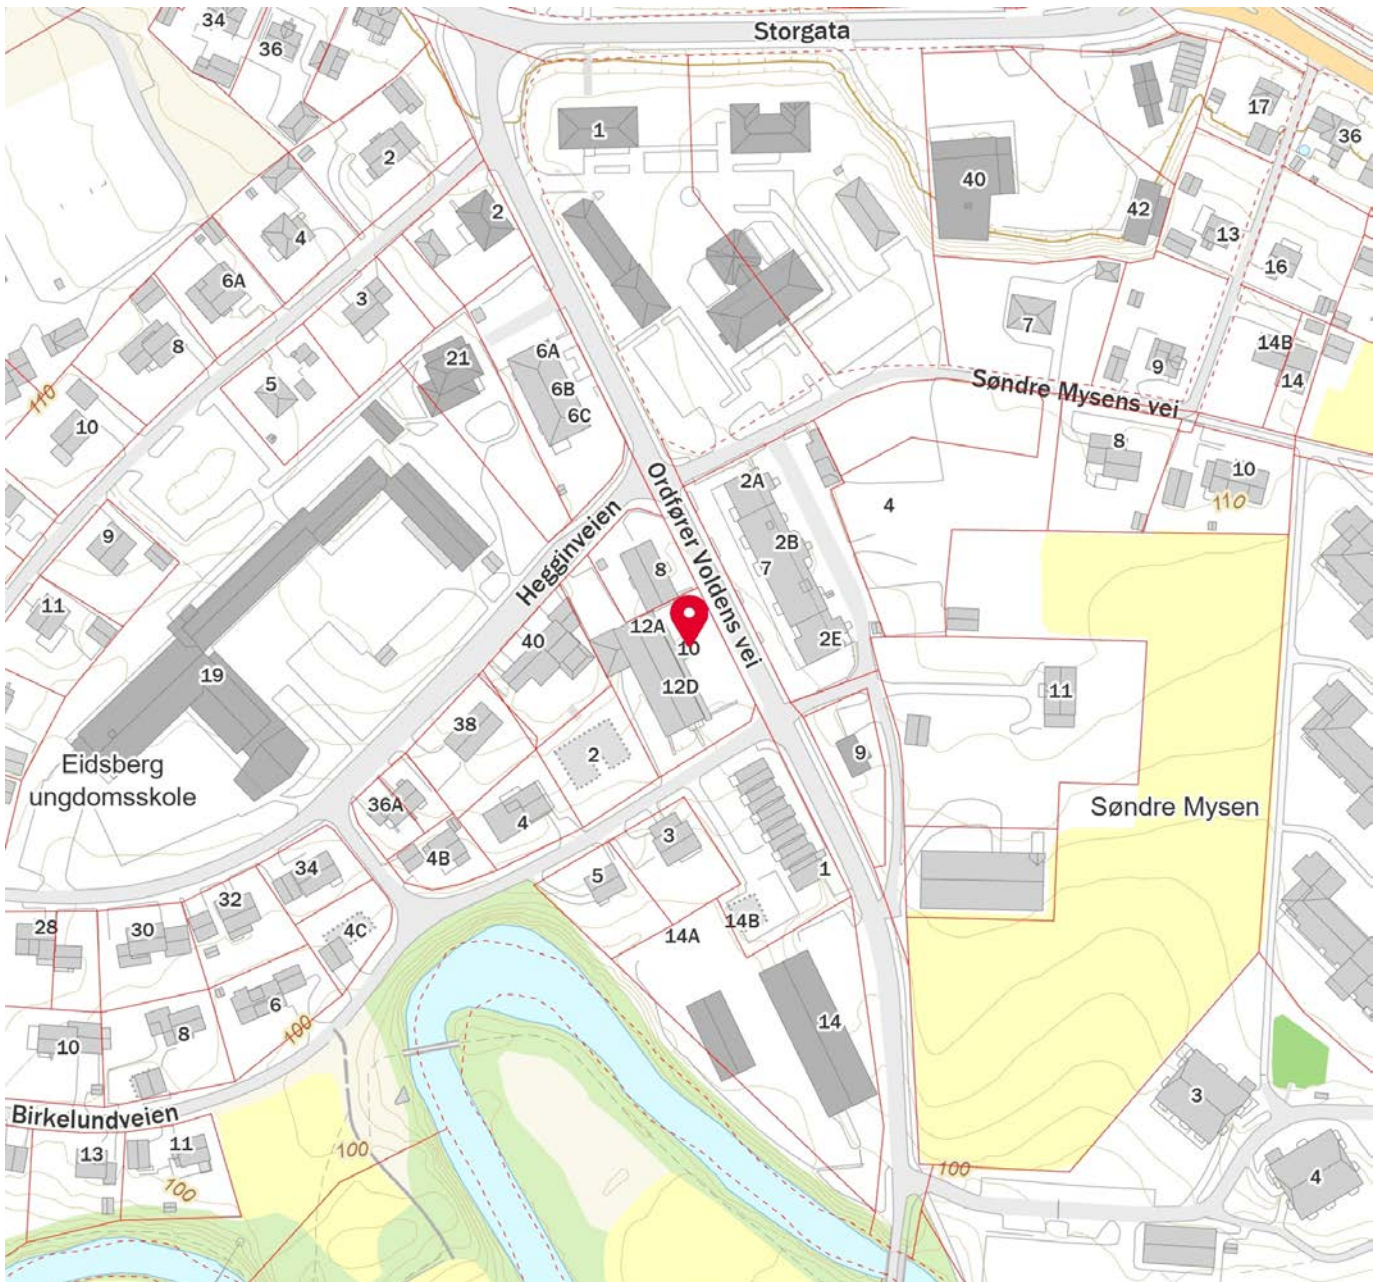 34
36
Storgata
1
17
36
2
40
2
42
13
4
16
6A
3
7
14B
8
21
6A
9
14
5
6B
Søndre Mysens vei
110
6C
10
8
10
2A
110
Ordfører Voldens vei
4
Hegginveien
9
2B
8
7
11
12A
40
10
2E
19
12D
11
38
2
9
Eidsberg
ungdomsskole
36A
Søndre Mysen
4
3
4B
1
34
5
32
14B
28
30
4C
14A
6
14
8
100
10
3
Birkelundveien
11
13
100
100
100
4